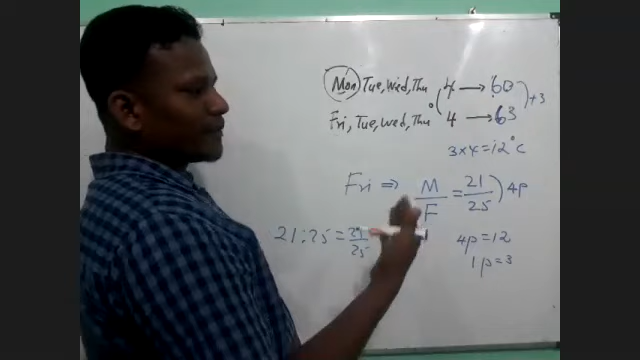 Mon Tue, Wed, Thu 4 → 60
Fri, Tue, Wed, Thu 4 → 63 +3
3 x 4 = 12°C
Fri ⇒ M/F = 21/25 ) 4p
21:25 = 21/25
4p = 12
1p = 3